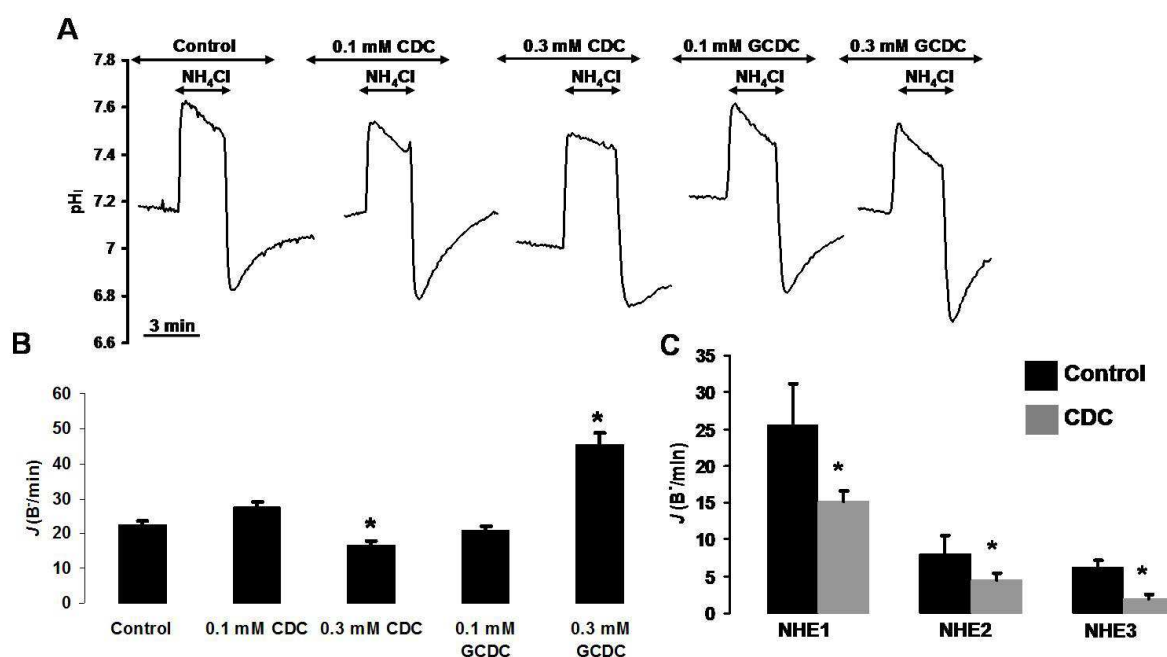 A
Control
0.1 mM CDC
0.3 mM CDC
0.1 mM GCDC
0.3 mM GCDC
NH4Cl
NH4Cl
NH4Cl
NH4Cl
NH4Cl
7.8
7.6
7.4
7.2
7
6.8
6.6
pHi
3 min
B
J (B-/min)
60
50
40
30
20
10
0
*
*
Control
0.1 mM CDC
0.3 mM CDC
0.1 mM
GCDC
0.3 mM
GCDC
C
J (B-/min)
35
30
25
20
15
10
5
0
*
*
*
Control
CDC
NHE1
NHE2
NHE3